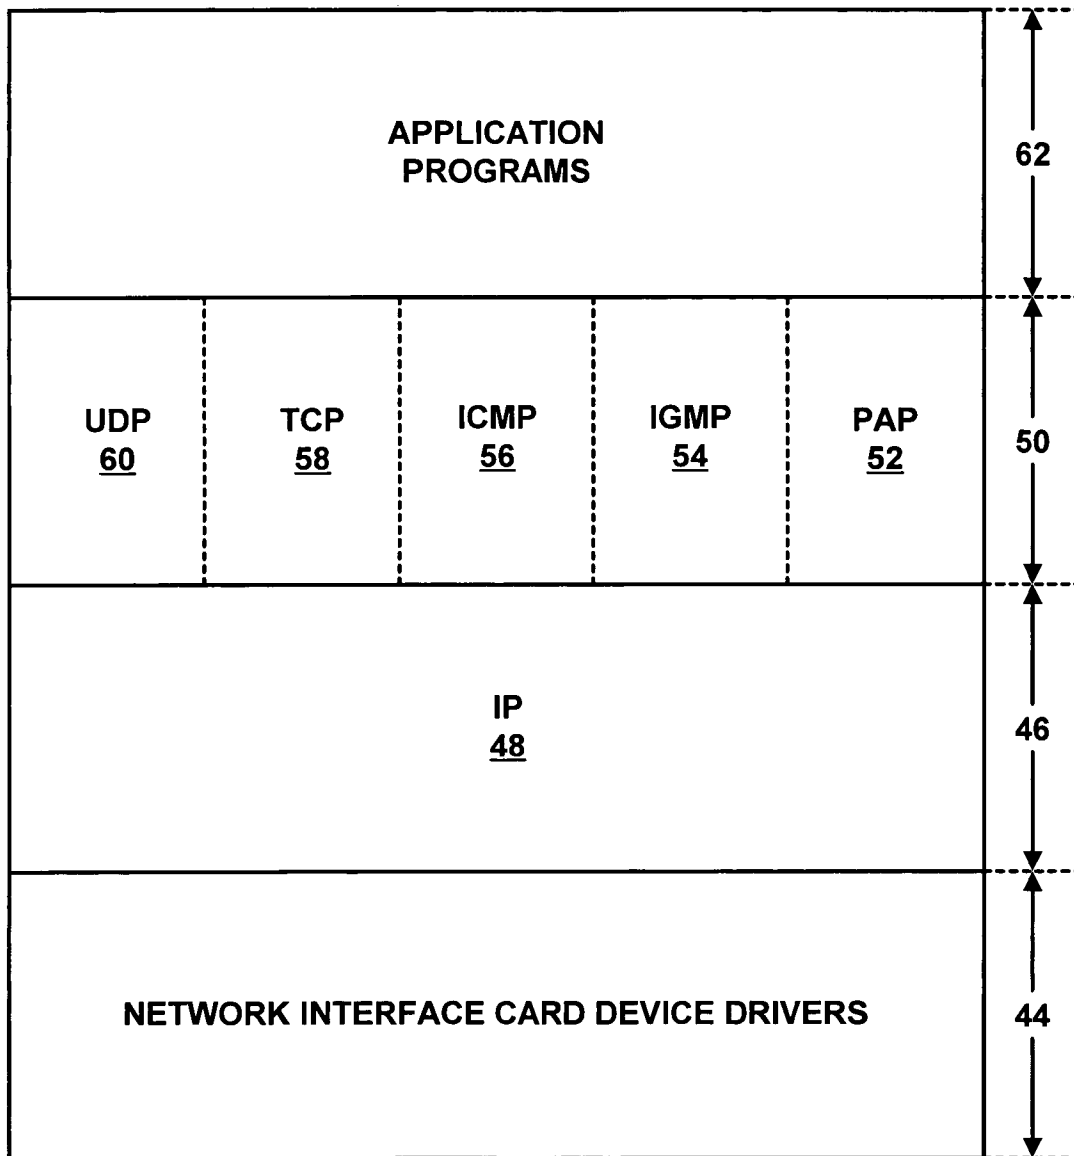 APPLICATION
PROGRAMS
62
UDP
60
TCP
58
ICMP
56
IGMP
54
PAP
52
50
IP
48
46
NETWORK INTERFACE CARD DEVICE DRIVERS
44